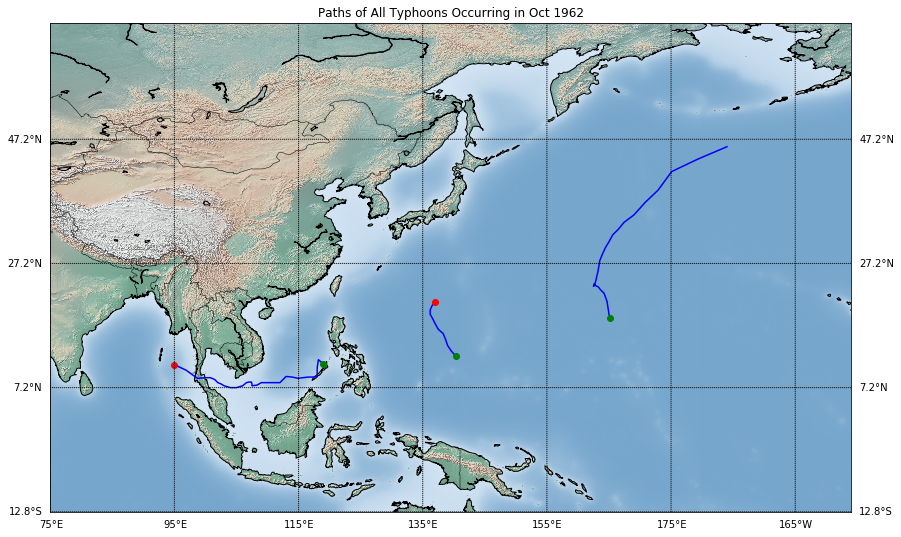 Paths of All Typhoons Occurring in Oct 1962
47.2°N 47.2°N
27.2°N 27.2°N
7.2°N 7.2°N
12.8°S 12.8°S
75°E 95°E 115°E 135°E 155°E 175°E 165°W